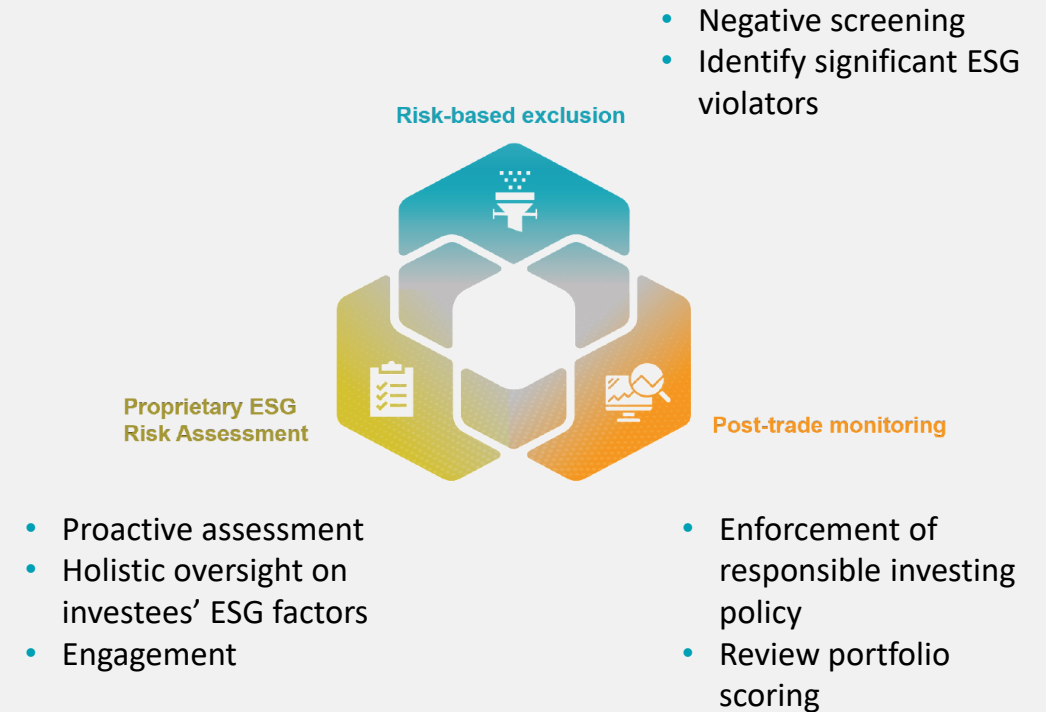 • Negative screening
• Identify significant ESG
violators
Risk-based exclusion
Proprietary ESG
Risk Assessment
Post-trade monitoring
• Proactive assessment
• Holistic oversight on
investees’ ESG factors
• Engagement
• Enforcement of
responsible investing
policy
• Review portfolio
scoring